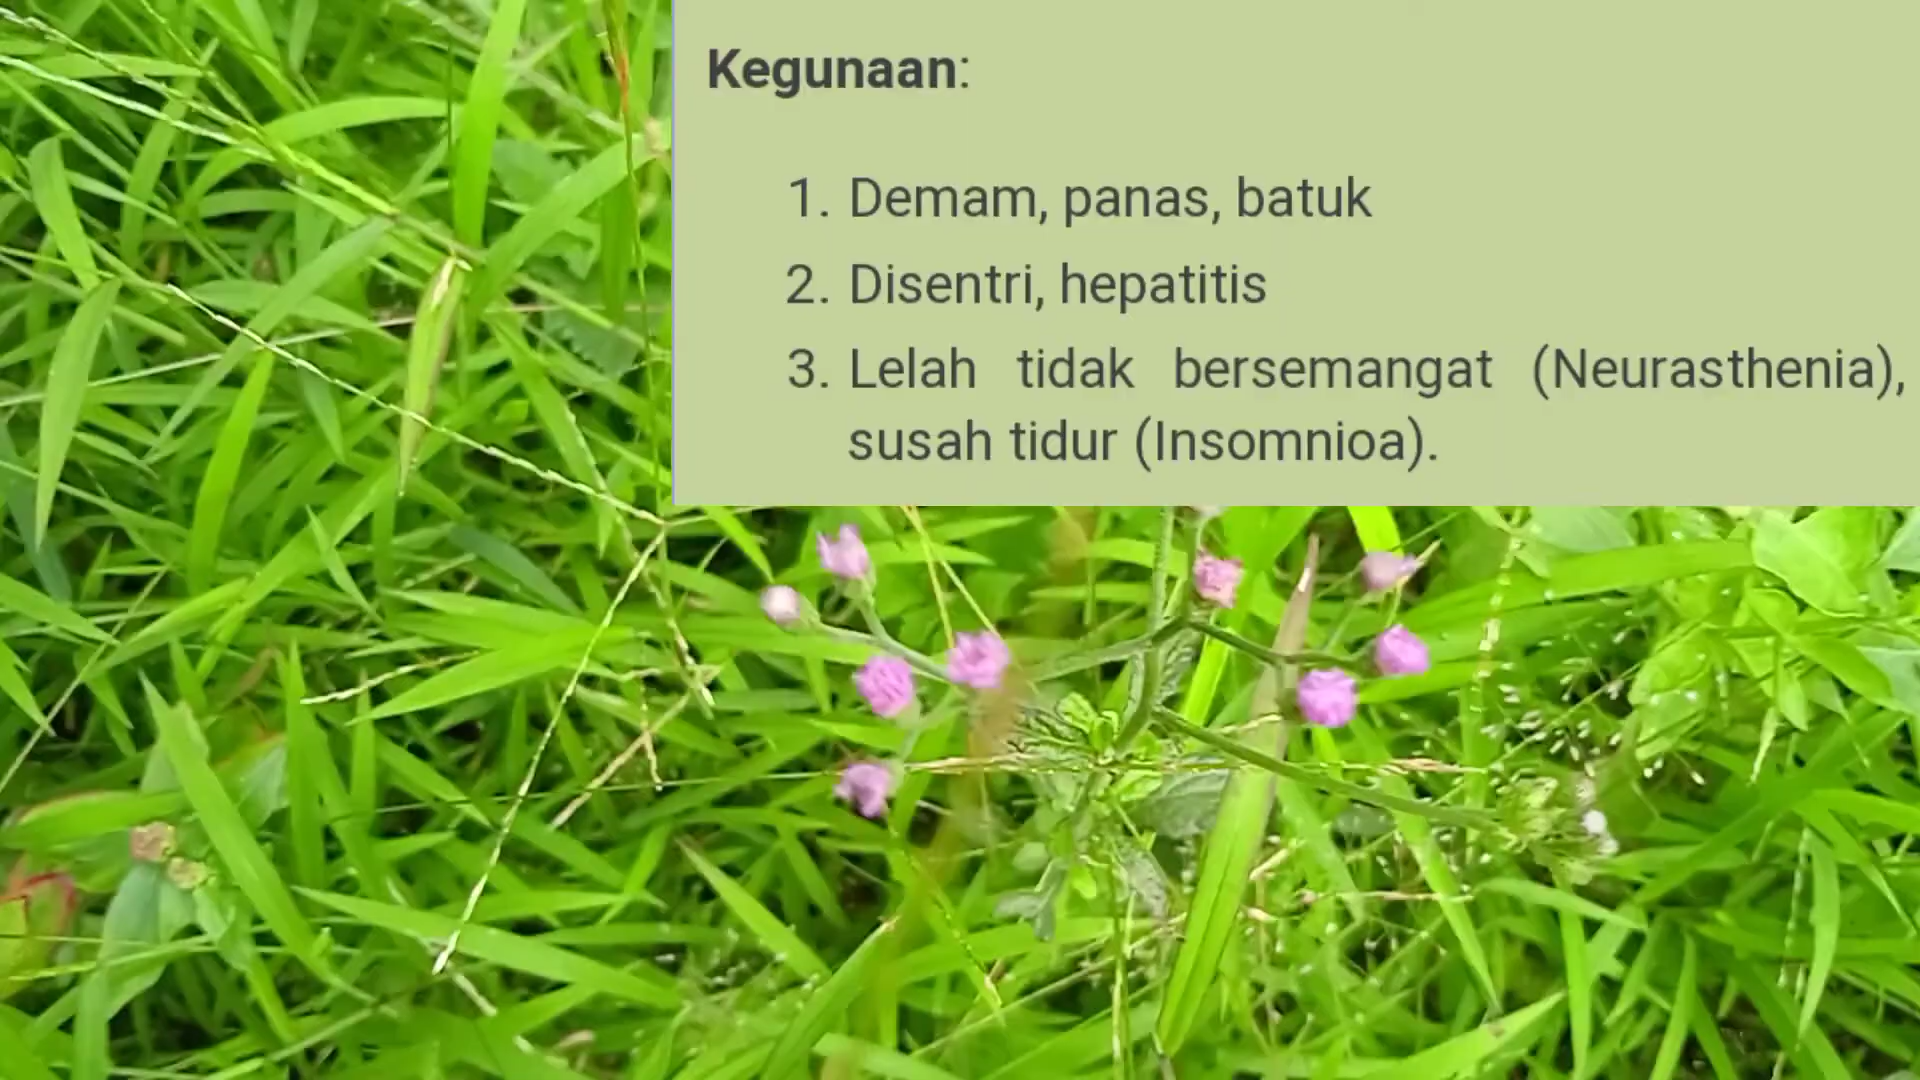 Kegunaan:
1. Demam, panas, batuk
2. Disentri, hepatitis
3. Lelah tidak bersemangat (Neurasthenia),
susah tidur (Insomnioa).